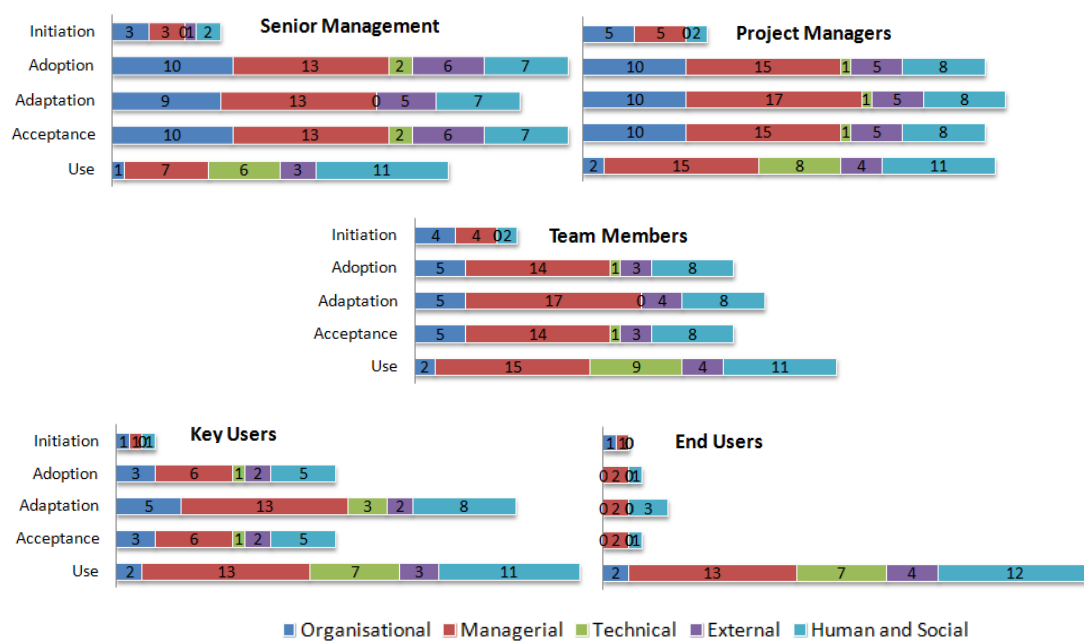 Senior Management
Initiation 3 3 0 1 2
Adoption 10 13 2 6 7
Adaptation 9 13 0 5 7
Acceptance 10 13 2 6 7
Use 1 7 6 3 11
Project Managers
5 5 0 2
10 15 1 5 8
10 17 1 5 8
10 15 1 5 8
2 15 8 4 11
Team Members
Initiation 4 4 0 2
Adoption 5 14 1 3 8
Adaptation 5 17 0 4 8
Acceptance 5 14 1 3 8
Use 2 15 9 4 11
Key Users
Initiation 1 1 0 1
Adoption 3 6 1 2 5
Adaptation 5 13 3 2 8
Acceptance 3 6 1 2 5
Use 2 13 7 3 11
End Users
1 1 0
0 2 0 1
0 2 0 3
0 2 0 1
2 13 7 4 12
Organisational Managerial Technical External Human and Social